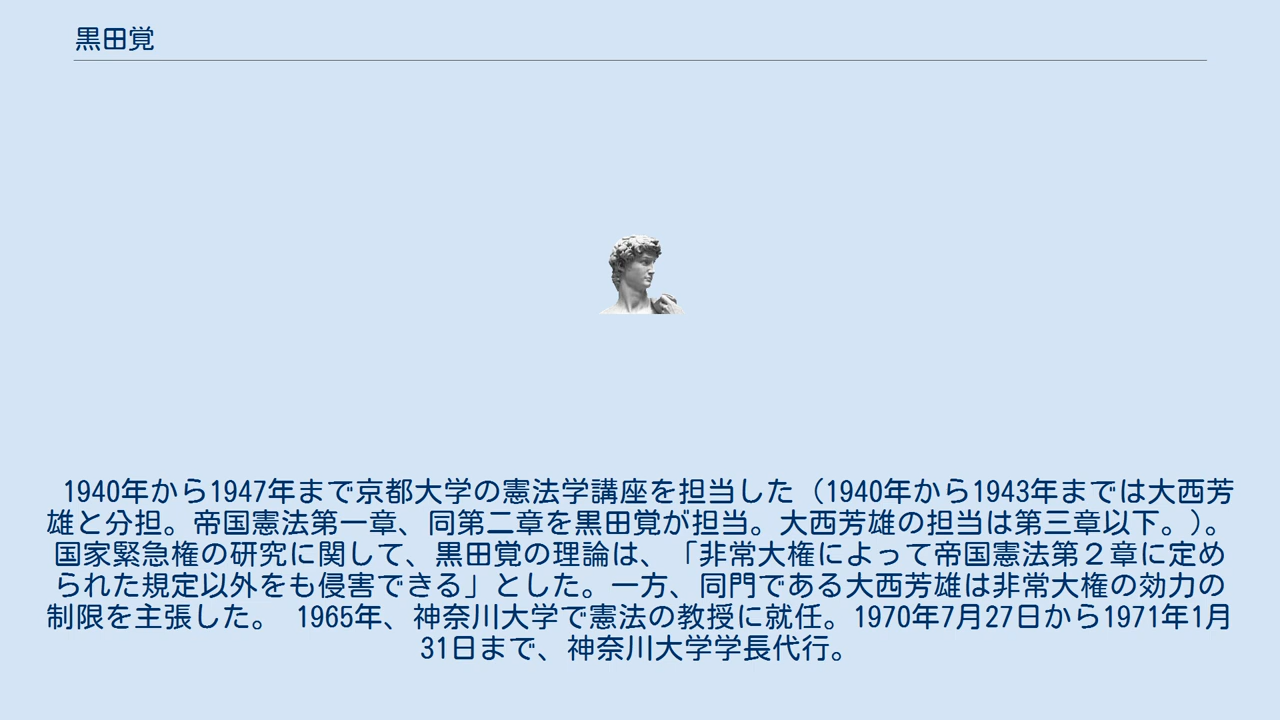 黒田覚
1940年から1947年まで京都大学の憲法学講座を担当した（1940年から1943年までは大西芳
雄と分担。帝国憲法第一章、同第二章を黒田覚が担当。大西芳雄の担当は第三章以下。）。
国家緊急権の研究に関して、黒田覚の理論は、「非常大権によって帝国憲法第２章に定め
られた規定以外をも侵害できる」とした。一方、同門である大西芳雄は非常大権の効力の
制限を主張した。 1965年、神奈川大学で憲法の教授に就任。1970年7月27日から1971年1月
31日まで、神奈川大学学長代行。